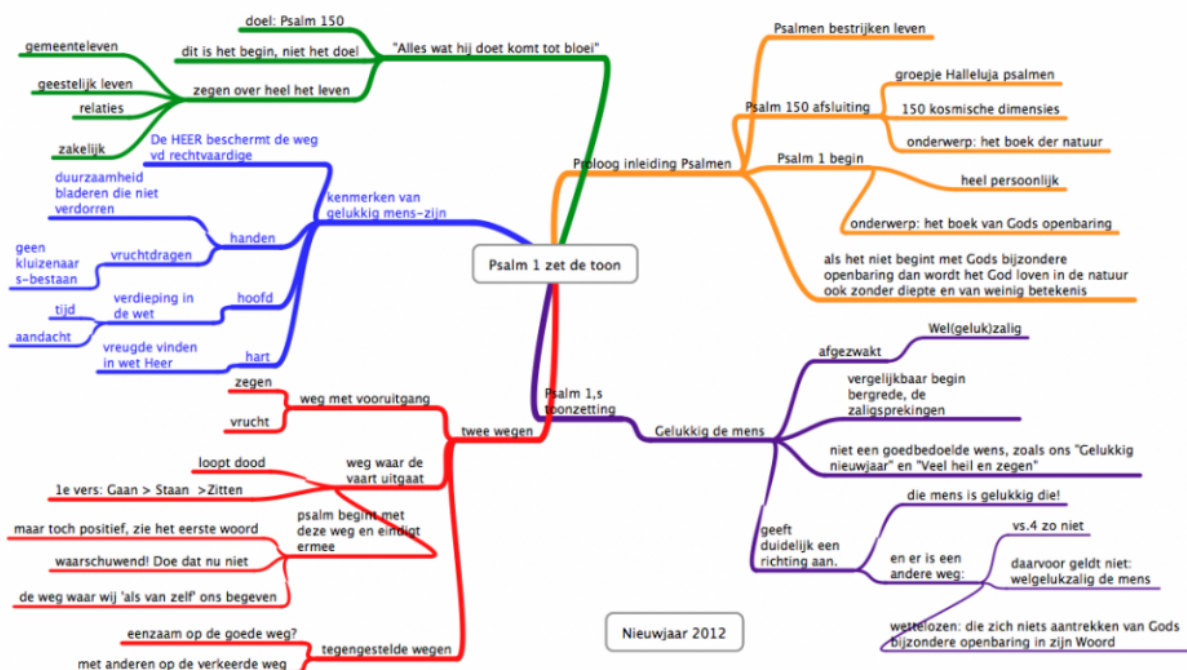 Psalm 1 zet de toon
Proloog inleiding Psalmen
Psalmen bestrijken leven
Psalm 150 afsluiting
groepje Halleluja psalmen
150 kosmische dimensies
onderwerp: het boek der natuur
Psalm 1 begin
heel persoonlijk
onderwerp: het boek van Gods openbaring
als het niet begint met Gods bijzondere
openbaring dan wordt het God loven in de natuur
ook zonder diepte en van weinig betekenis
Psalm 1,s
toonzetting
Gelukkig de mens
afgezwakt
Wel(geluk)zalig
vergelijkbaar begin
bergrede, de
zaligsprekingen
niet een goedbedoelde wens, zoals ons "Gelukkig
nieuwjaar" en "Veel heil en zegen"
geeft
duidelijk een
richting aan.
die mens is gelukkig die!
en er is een
andere weg:
vs.4 zo niet
daarvoor geldt niet:
welgelukzalig de mens
wettelozen: die zich niets aantrekken van Gods
bijzondere openbaring in zijn Woord
twee wegen
weg met vooruitgang
zegen
vrucht
weg waar de
vaart uitgaat
loopt dood
1e vers: Gaan > Staan >Zitten
psalm begint met
deze weg en eindigt
ermee
maar toch positief, zie het eerste woord
waarschuwend! Doe dat nu niet
de weg waar wij 'als van zelf' ons begeven
tegengestelde wegen
eenzaam op de goede weg?
met anderen op de verkeerde weg
kenmerken van
gelukkig mens-zijn
De HEER beschermt de weg
vd rechtvaardige
handen
duurzaamheid
bladeren die niet
verdorren
vruchtdragen
geen
kluizenaar
s-bestaan
hoofd
verdieping in
de wet
tijd
aandacht
hart
vreugde vinden
in wet Heer
"Alles wat hij doet komt tot bloei"
doel: Psalm 150
dit is het begin, niet het doel
zegen over heel het leven
gemeenteleven
geestelijk leven
relaties
zakelijk
Nieuwjaar 2012